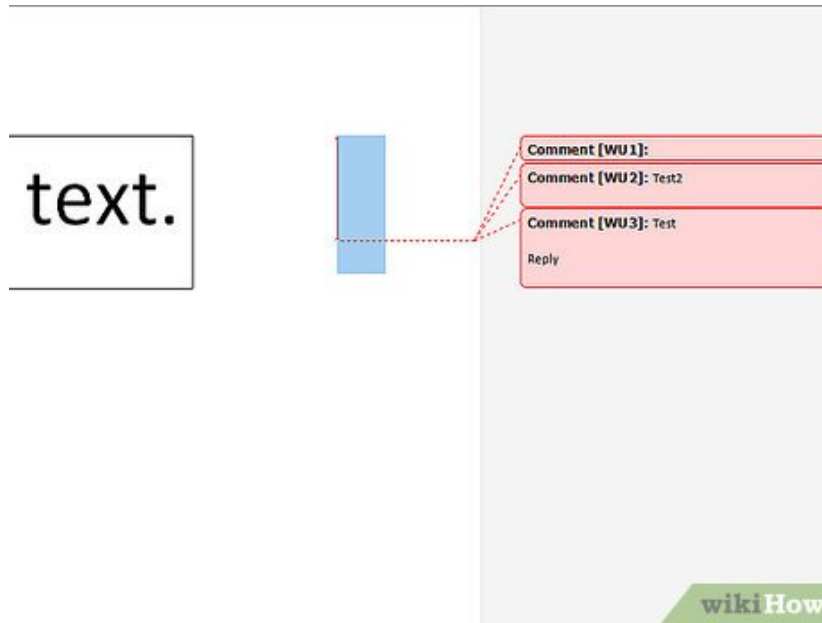 text.
Comment [WU1]:
Comment [WU2]: Test2
Comment [WU3]: Test
Reply
wikiHow